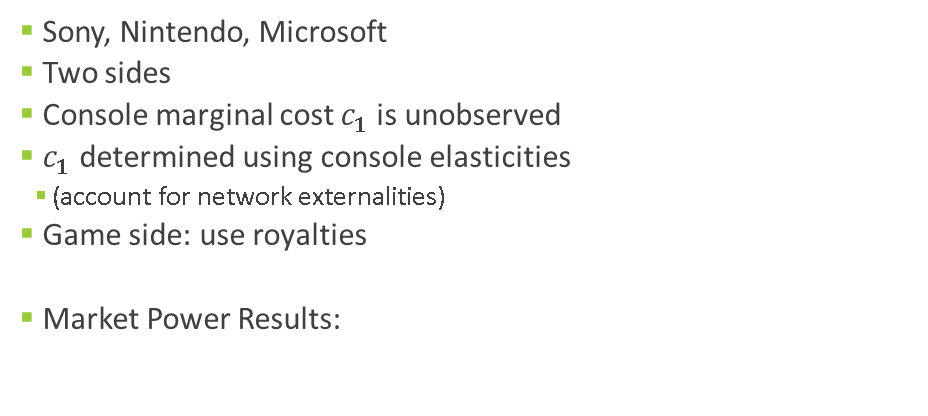 Sony, Nintendo, Microsoft
Two sides
Console marginal cost c₁ is unobserved
c₁ determined using console elasticities
(account for network externalities)
Game side: use royalties
Market Power Results: